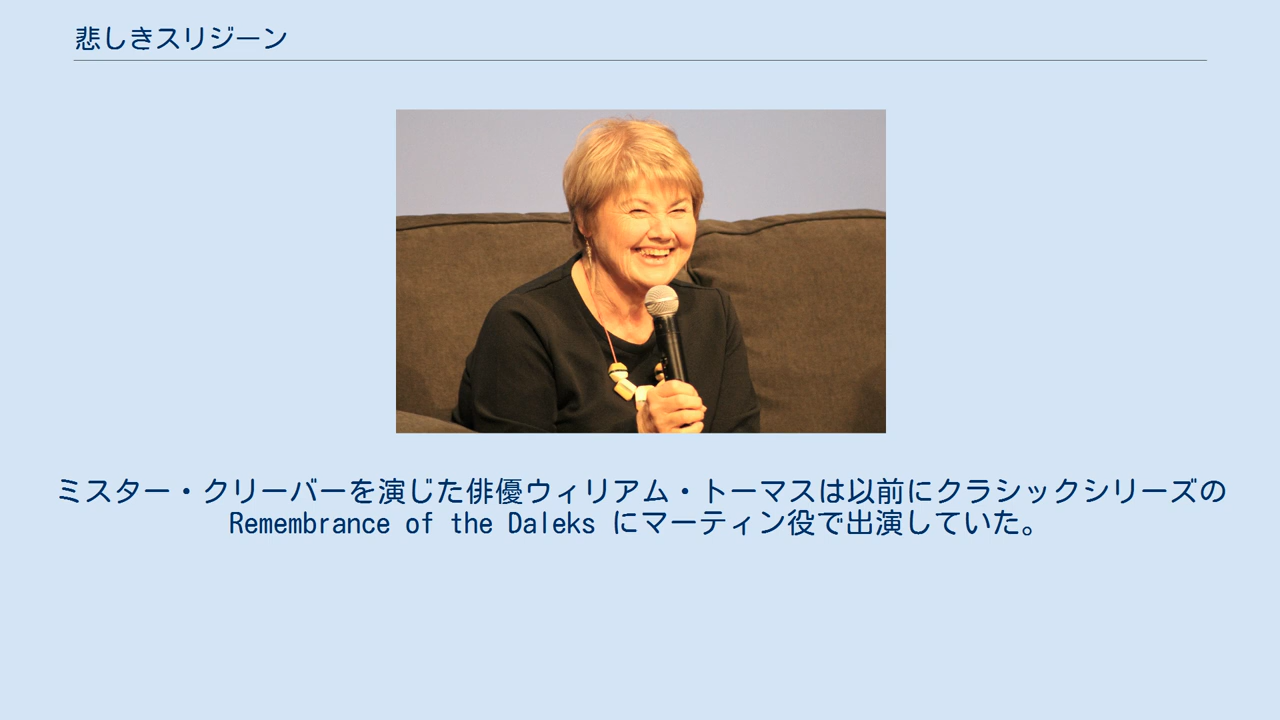 悲しきスリジーン
ミスター・クリーバーを演じた俳優ウィリアム・トーマスは以前にクラシックシリーズの
Remembrance of the Daleks にマーティン役で出演していた。